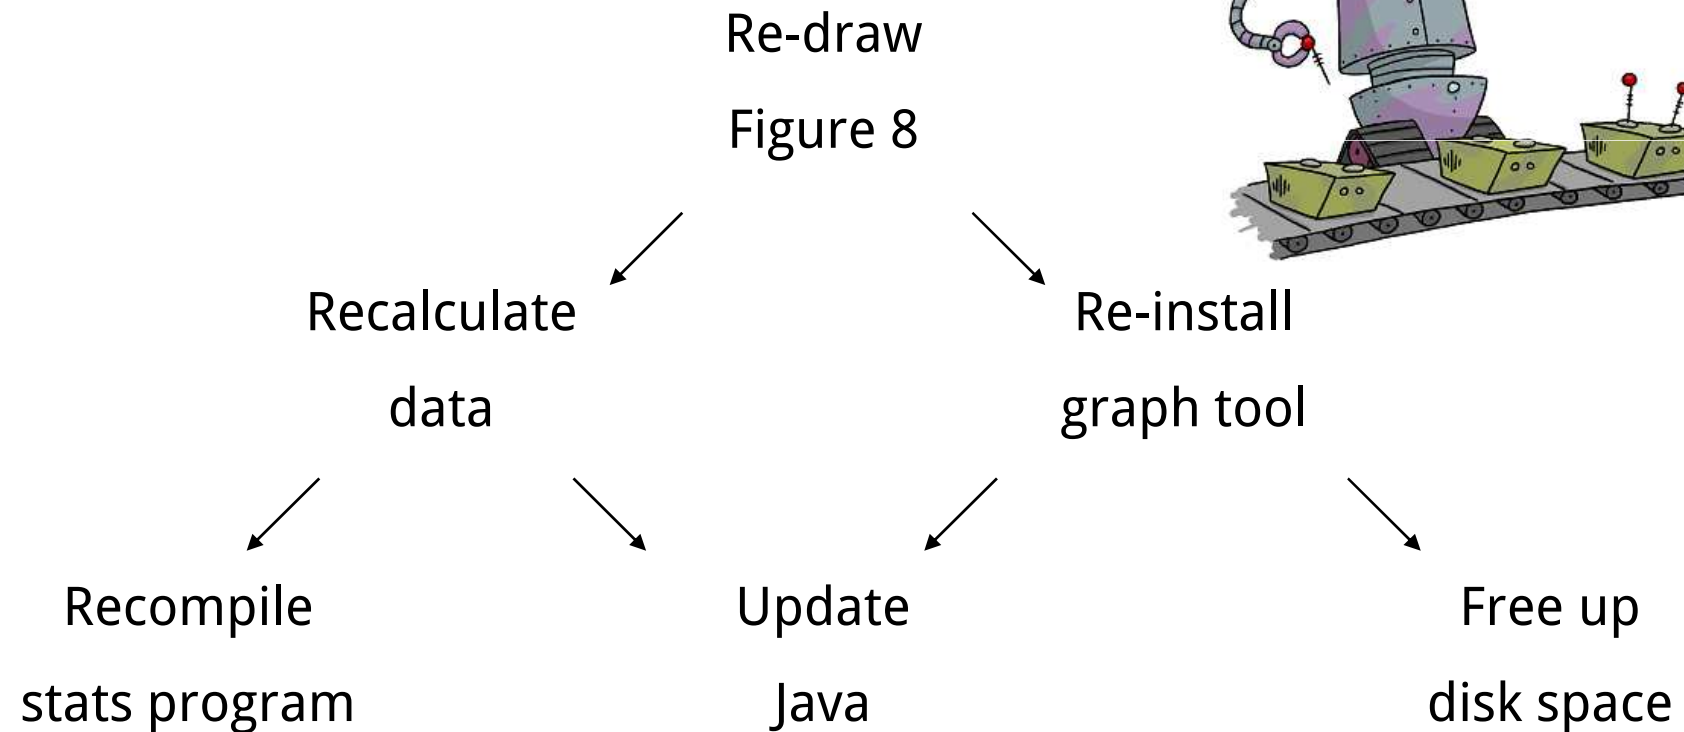 Re-draw
Figure 8
Recalculate
data
Re-install
graph tool
Recompile
stats program
Update
Java
Free up
disk space